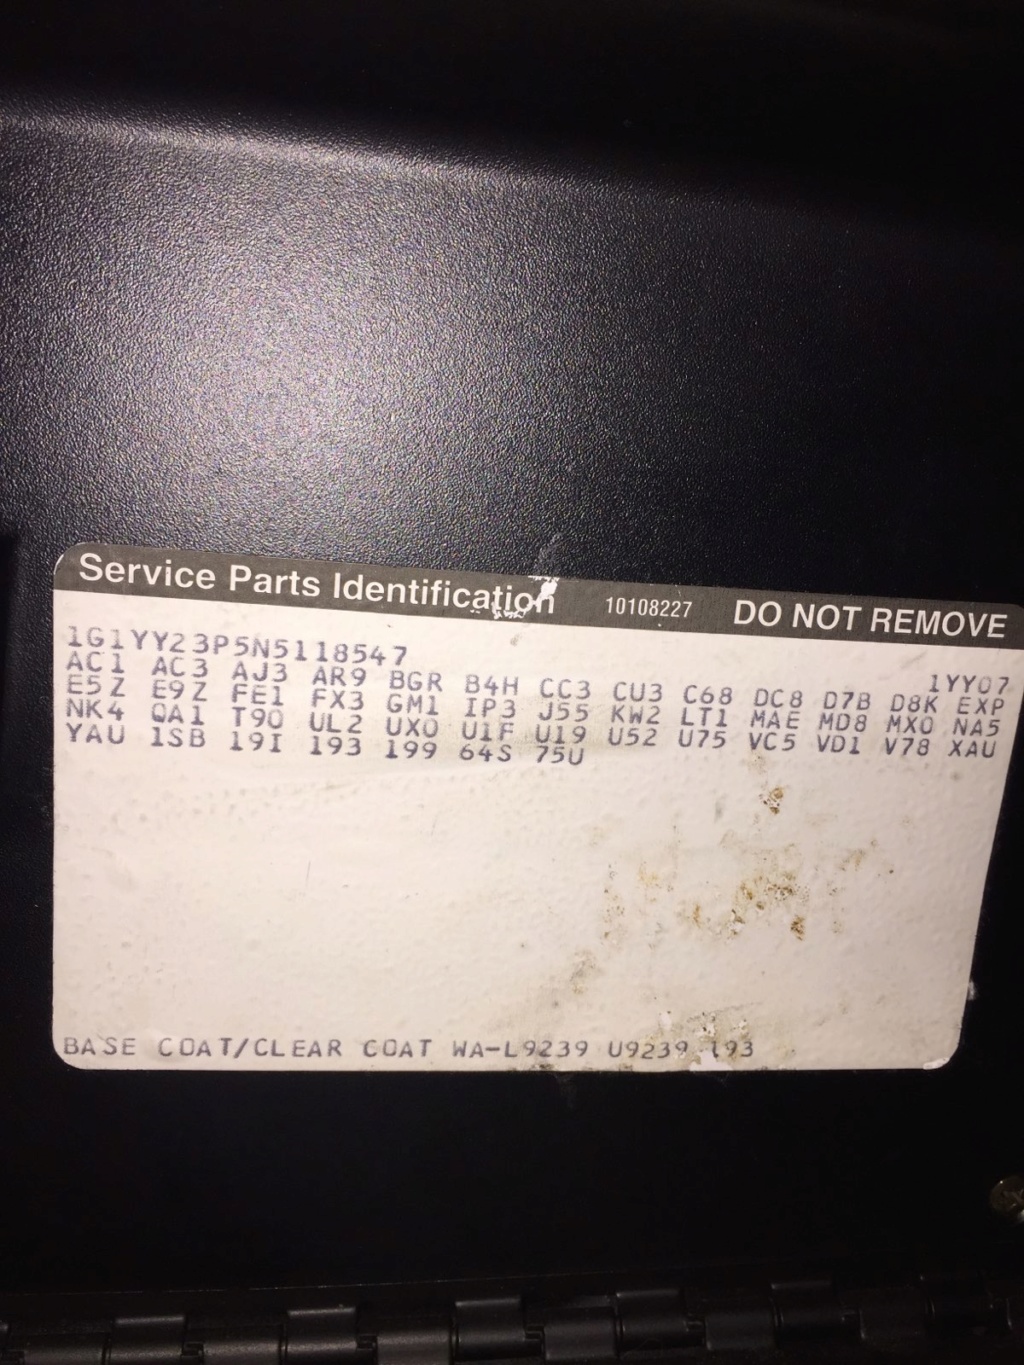 Service Parts Identification 10108227 DO NOT REMOVE
1G1YY23P5N5118547 1YY07
AC1 AC3 AJ3 AR9 BGR B4H CC3 CU3 C68 DC8 D7B D8K EXP
E5Z E9Z FE1 FX3 GM1 IP3 J55 KW2 LT1 MAE MD8 MX0 NA5
NK4 QA1 T90 UL2 UX0 U1F U19 U52 U75 VC5 VD1 V78 XAU
YAU 1SB 19I 193 199 64S 75U
BASE COAT/CLEAR COAT WA-L9239 U9239 193